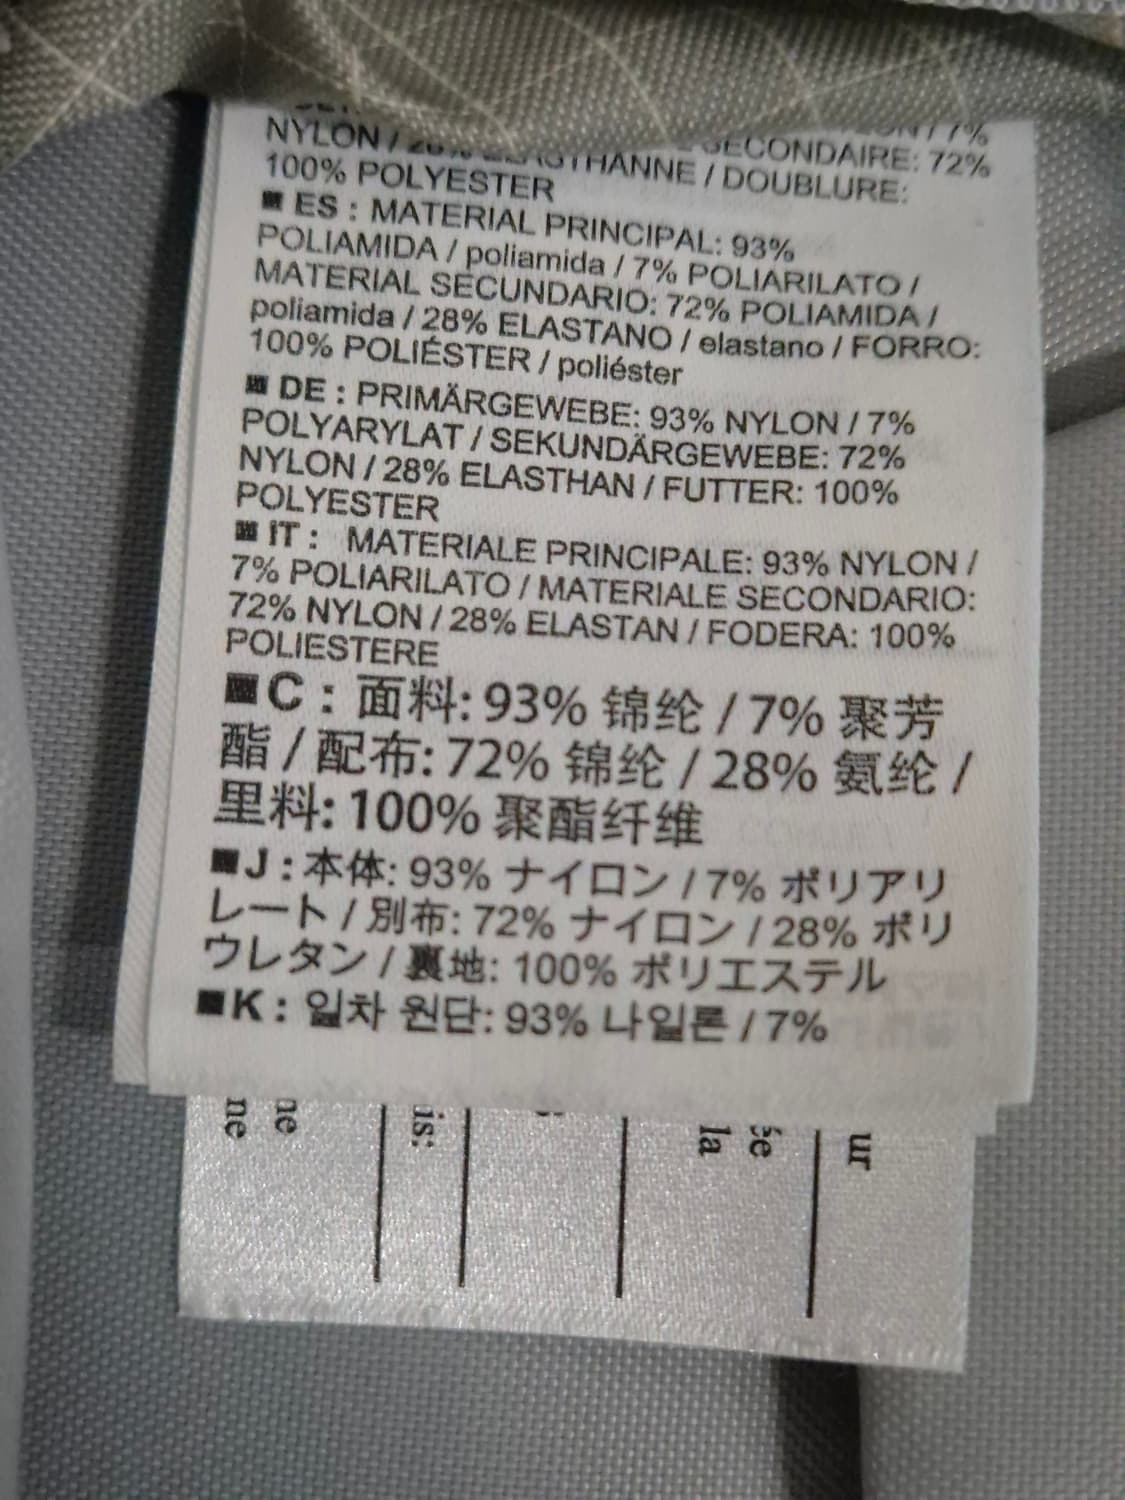 NYLON / 7%
NYLON / 28% ELASTHANNE SECONDAIRE: 72%
/ DOUBLURE:
100% POLYESTER
ES : MATERIAL PRINCIPAL: 93%
POLIAMIDA / poliamida / 7% POLIARILATO /
MATERIAL SECUNDARIO: 72% POLIAMIDA /
poliamida / 28% ELASTANO / elastano / FORRO:
100% POLIÉSTER / poliéster
DE : PRIMÄRGEWEBE: 93% NYLON / 7%
POLYARYLAT / SEKUNDÄRGEWEBE: 72%
NYLON / 28% ELASTHAN / FUTTER: 100%
POLYESTER
IT : MATERIALE PRINCIPALE: 93% NYLON /
7% POLIARILATO / MATERIALE SECONDARIO:
72% NYLON / 28% ELASTAN / FODERA: 100%
POLIESTERE
C : 面料: 93% 锦纶 / 7% 聚芳
酯 / 配布: 72% 锦纶 / 28% 氨纶 /
里料: 100% 聚酯纤维
J : 本体: 93% ナイロン / 7% ポリアリ
レート / 別布: 72% ナイロン / 28% ポリ
ウレタン / 裏地: 100% ポリエステル
K : 일차 원단: 93% 나일론 / 7%
ur
la
is:
ne
ne